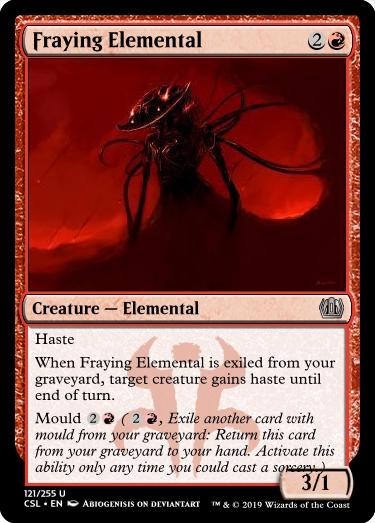 Fraying Elemental 2
Creature — Elemental
Haste
When Fraying Elemental is exiled from your
graveyard, target creature gains haste until
end of turn.
Mould 2 ( 2 , Exile another card with
mould from your graveyard: Return this card
from your graveyard to your hand. Activate this
ability only any time you could cast a sorcery.)
3/1
121/255 U
CSL • EN ABIOGENISIS ON DEVIANTART ™ & © 2019 Wizards of the Coast